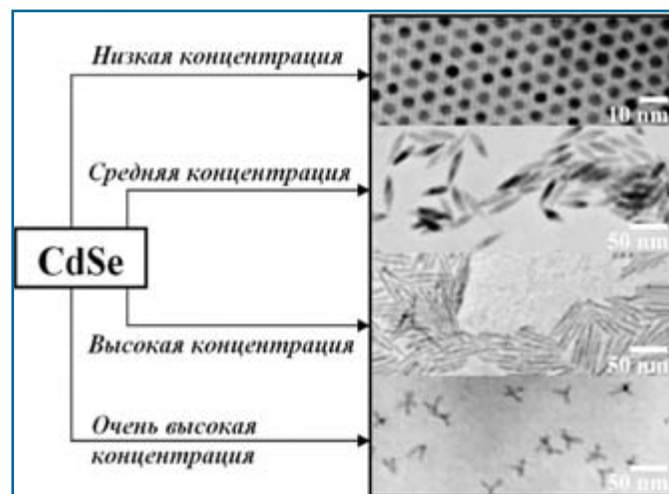 Низкая концентрация
10 nm
Средняя концентрация
50 nm
CdSe
Высокая концентрация
50 nm
Очень высокая
концентрация
50 nm